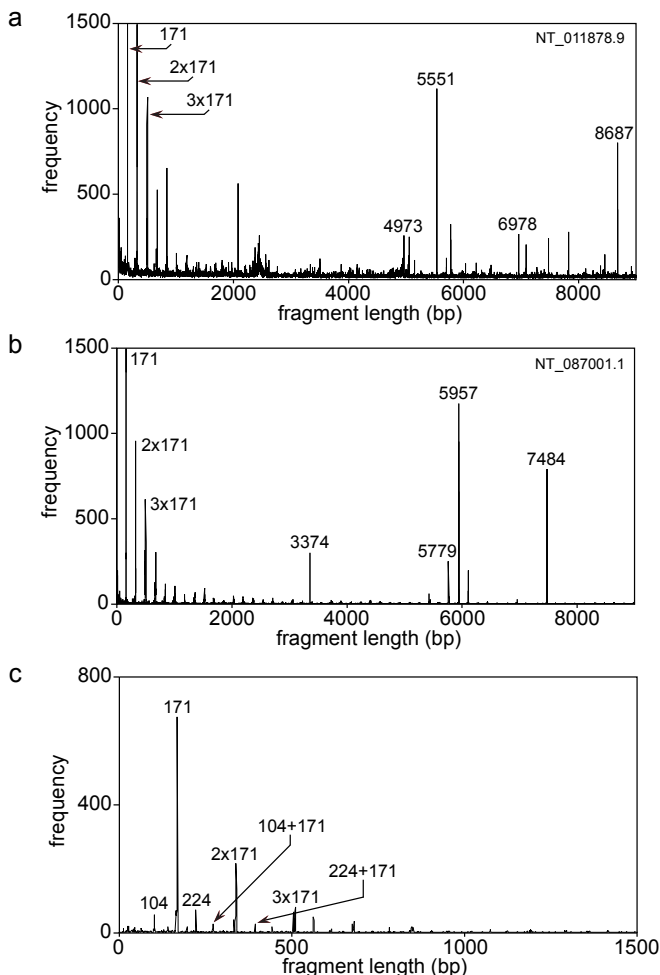 a
NT_011878.9
frequency
1500
1000
500
0
171
2x171
3x171
4973
5551
6978
8687
0 2000 4000 6000 8000
fragment length (bp)
b
NT_087001.1
frequency
1500
1000
500
0
171
2x171
3x171
3374
5779
5957
7484
0 2000 4000 6000 8000
fragment length (bp)
c
frequency
800
400
0
171
104
224
2x171
104+171
3x171
224+171
0 500 1000 1500
fragment length (bp)